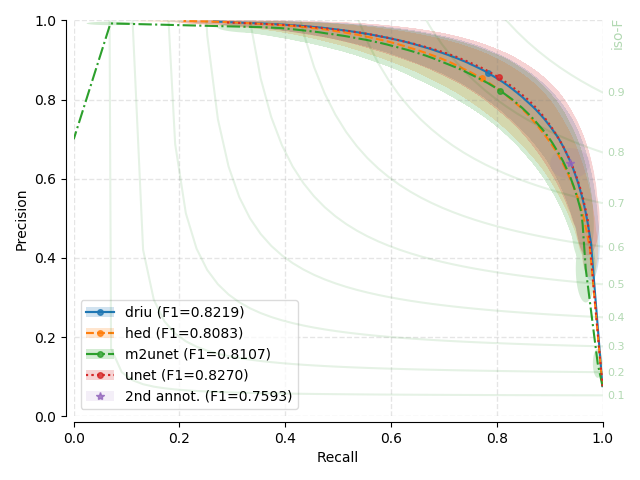 1.0
0.8
0.6
0.4
0.2
0.0
Precision
0.0 0.2 0.4 0.6 0.8 1.0
Recall
iso-F
0.9
0.8
0.7
0.6
0.5
0.4
0.3
0.2
0.1
driu (F1=0.8219)
hed (F1=0.8083)
m2unet (F1=0.8107)
unet (F1=0.8270)
2nd annot. (F1=0.7593)